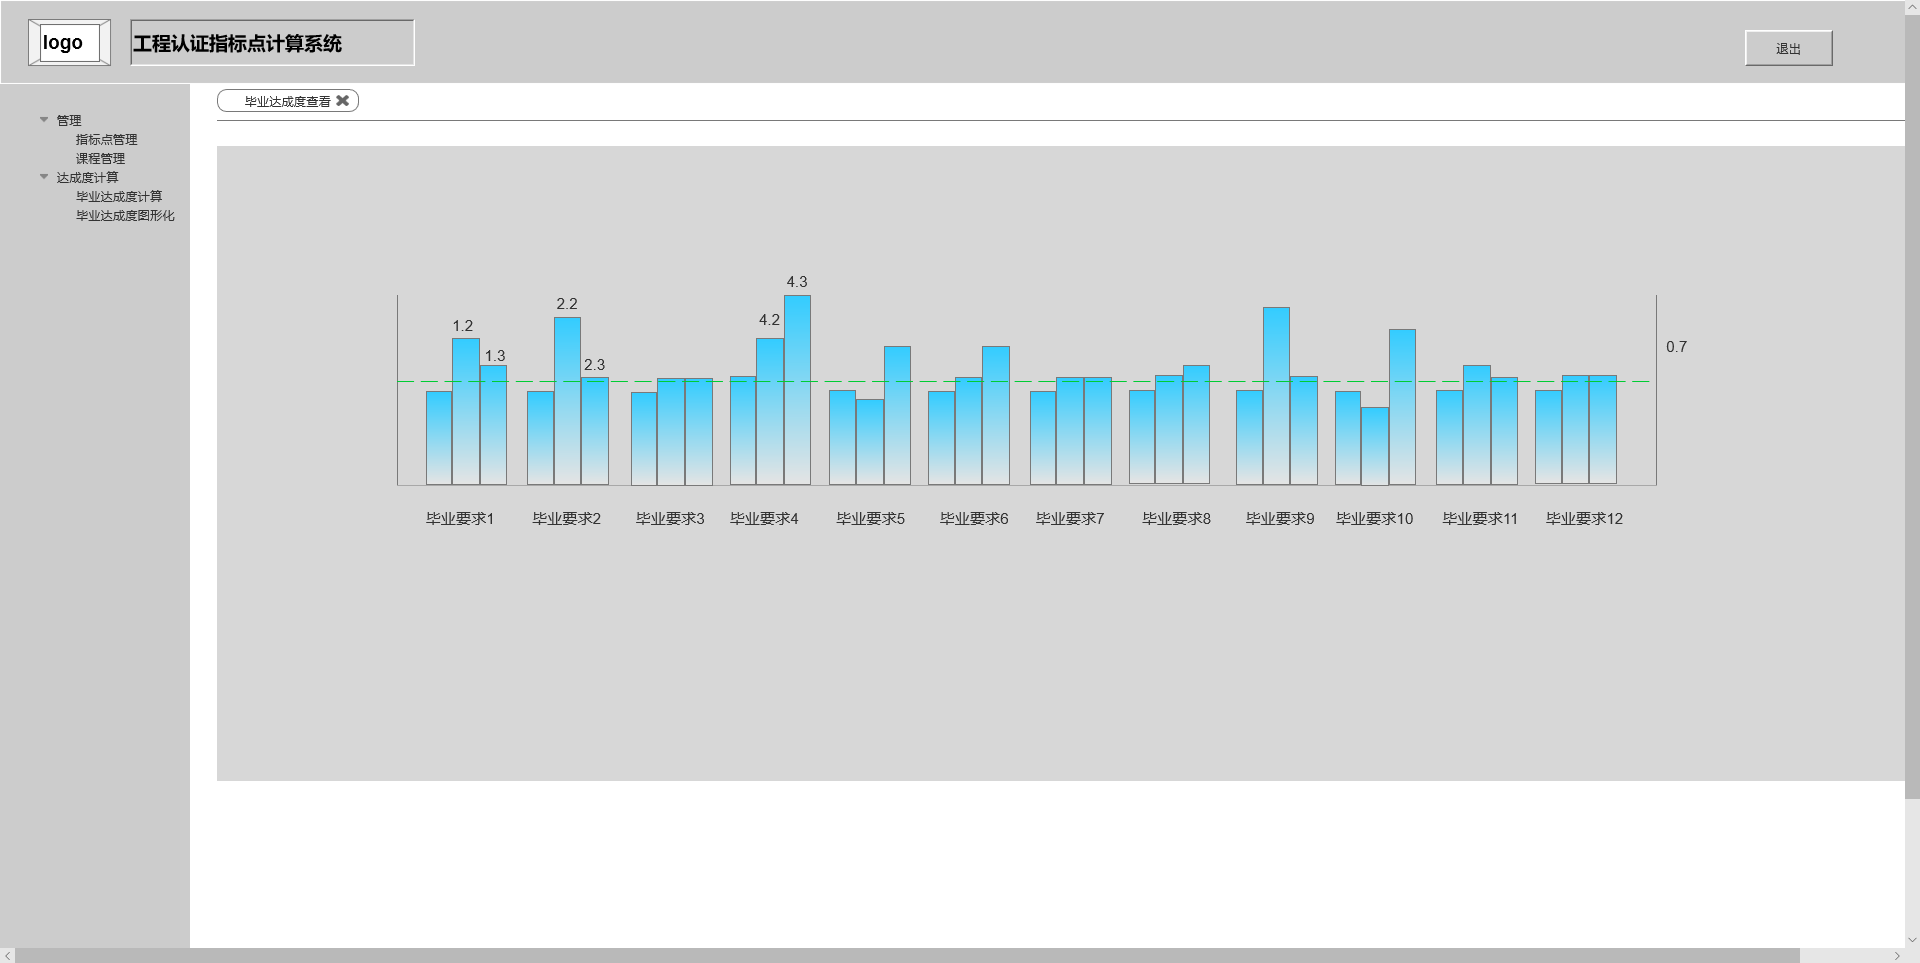 logo
工程认证指标点计算系统
退出
毕业达成度查看
管理
指标点管理
课程管理
达成度计算
毕业达成度计算
毕业达成度图形化
4.3
2.2
1.2
4.2
1.3
2.3
0.7
毕业要求1
毕业要求2
毕业要求3
毕业要求4
毕业要求5
毕业要求6
毕业要求7
毕业要求8
毕业要求9
毕业要求10
毕业要求11
毕业要求12